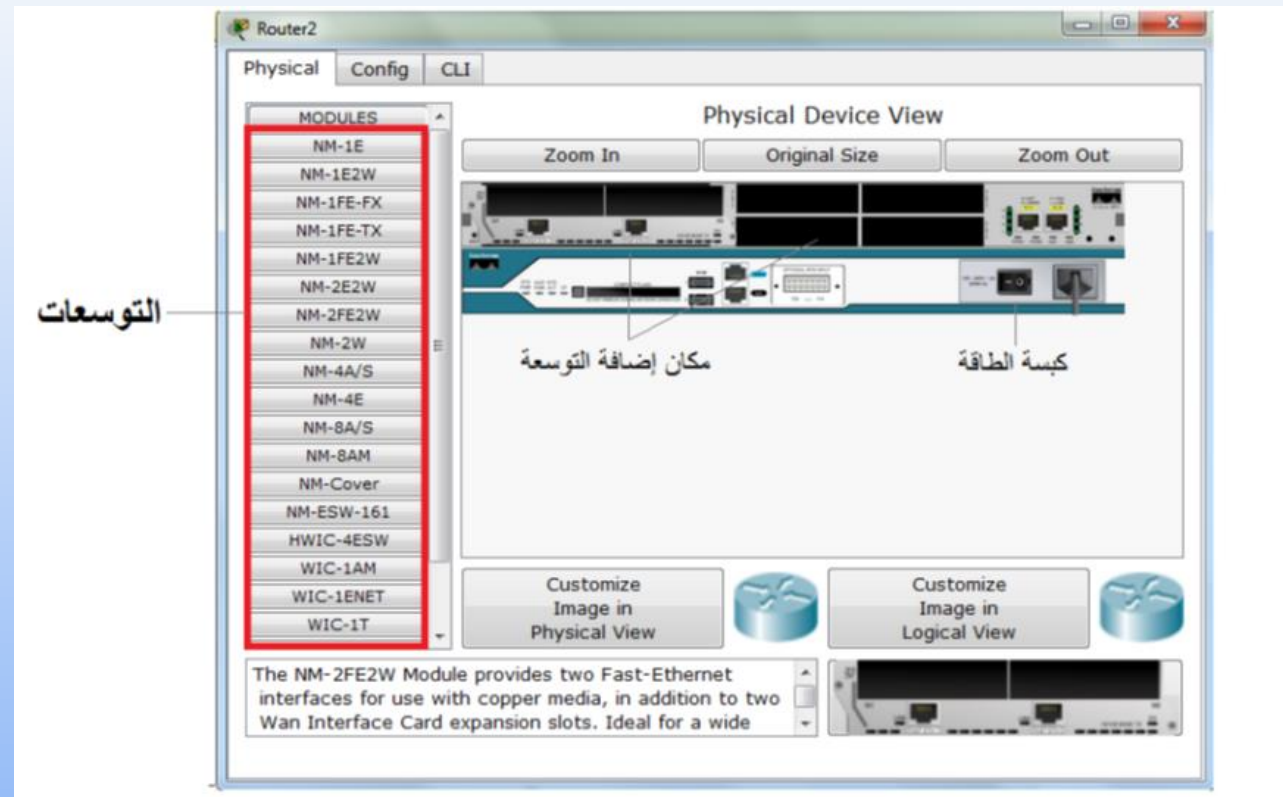 Router2
Physical
Config
CLI
MODULES
NM-1E
NM-1E2W
NM-1FE-FX
NM-1FE-TX
NM-1FE2W
NM-2E2W
NM-2FE2W
NM-2W
NM-4A/S
NM-4E
NM-8A/S
NM-8AM
NM-Cover
NM-ESW-161
HWIC-4ESW
WIC-1AM
WIC-1ENET
WIC-1T
التوسعات
Physical Device View
Zoom In
Original Size
Zoom Out
مكان إضافة التوسعة
كبسة الطاقة
Customize
Image in
Physical View
Customize
Image in
Logical View
The NM-2FE2W Module provides two Fast-Ethernet
interfaces for use with copper media, in addition to two
Wan Interface Card expansion slots. Ideal for a wide